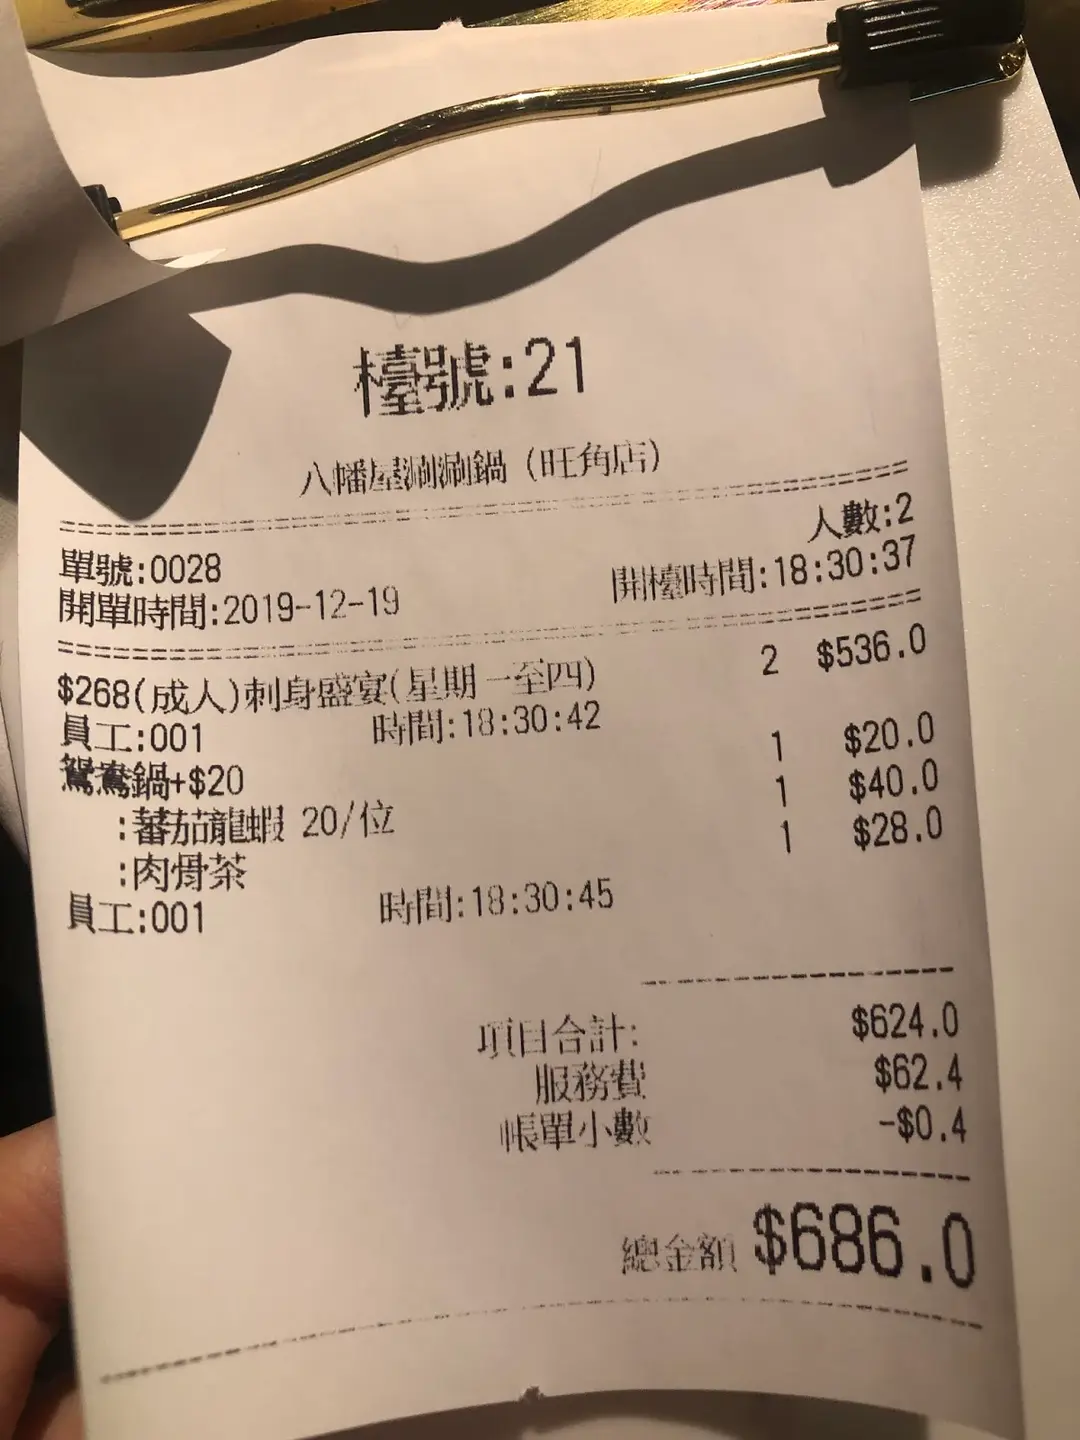 檯號:21
八幡屋涮涮鍋（旺角店）
人數:2
單號:0028
開單時間:2019-12-19 開檯時間:18:30:37
$268(成人)刺身盛宴(星期一至四) 2 $536.0
員工:001 時間:18:30:42
鴛鴦鍋+$20 1 $20.0
:蕃茄龍蝦 20/位 1 $40.0
:肉骨茶 1 $28.0
員工:001 時間:18:30:45
項目合計: $624.0
服務費 $62.4
帳單小數 -$0.4
總金額 $686.0